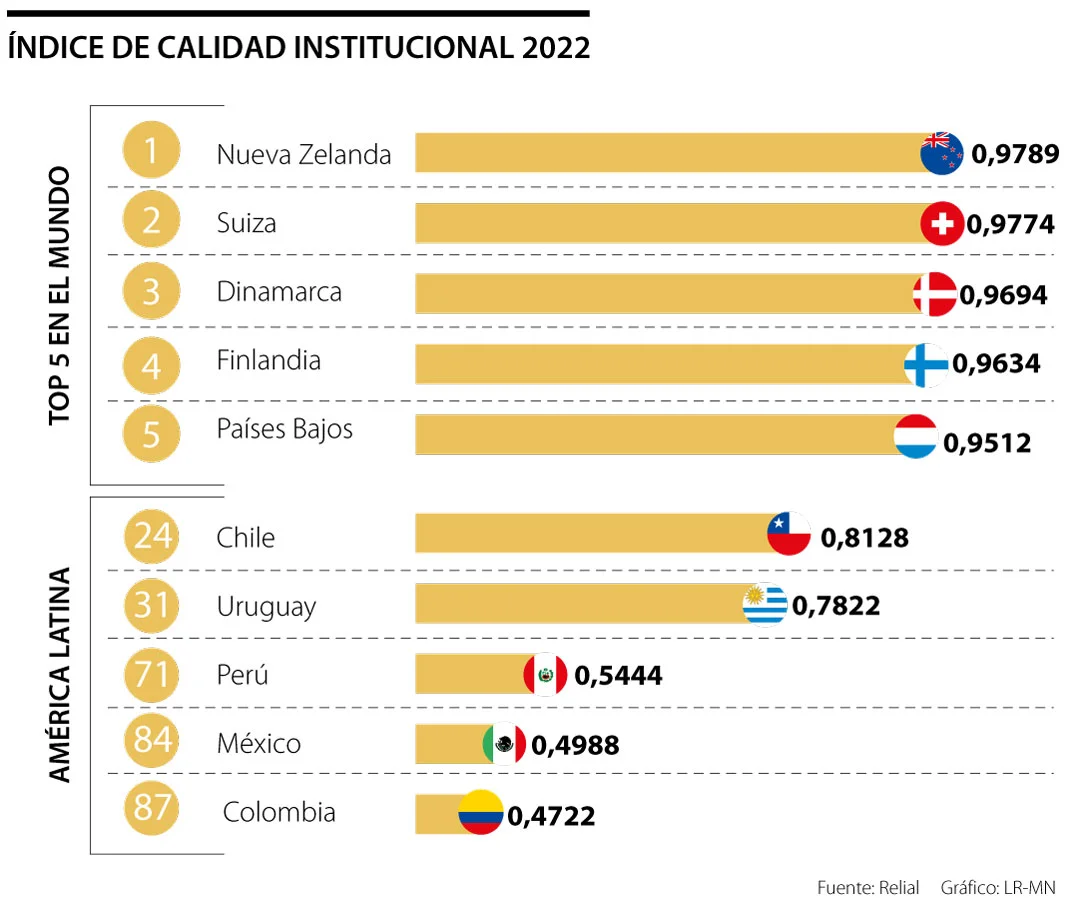 ÍNDICE DE CALIDAD INSTITUCIONAL 2022
TOP 5 EN EL MUNDO
1 Nueva Zelanda 0,9789
2 Suiza 0,9774
3 Dinamarca 0,9694
4 Finlandia 0,9634
5 Países Bajos 0,9512
AMÉRICA LATINA
24 Chile 0,8128
31 Uruguay 0,7822
71 Perú 0,5444
84 México 0,4988
87 Colombia 0,4722
Fuente: Relial Gráfico: LR-MN